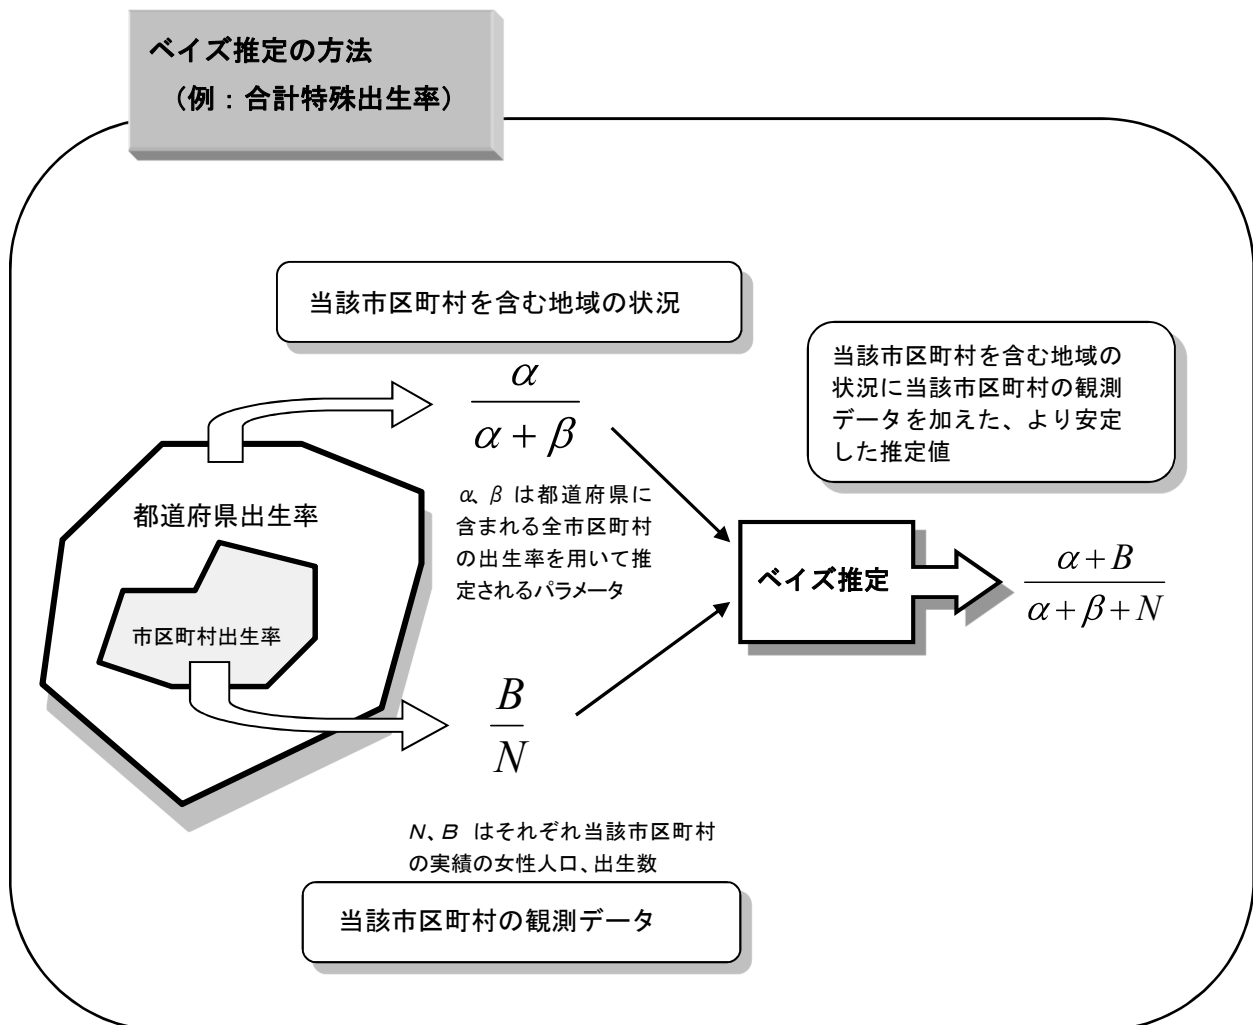 ベイズ推定の方法
（例：合計特殊出生率）
当該市区町村を含む地域の状況
α
α + β
α、β は都道府県に
含まれる全市区町村
の出生率を用いて推
定されるパラメータ
当該市区町村を含む地域の
状況に当該市区町村の観測
データを加えた、より安定
した推定値
都道府県出生率
市区町村出生率
ベイズ推定
α + B
α + β + N
B
N
N、B はそれぞれ当該市区町村
の実績の女性人口、出生数
当該市区町村の観測データ